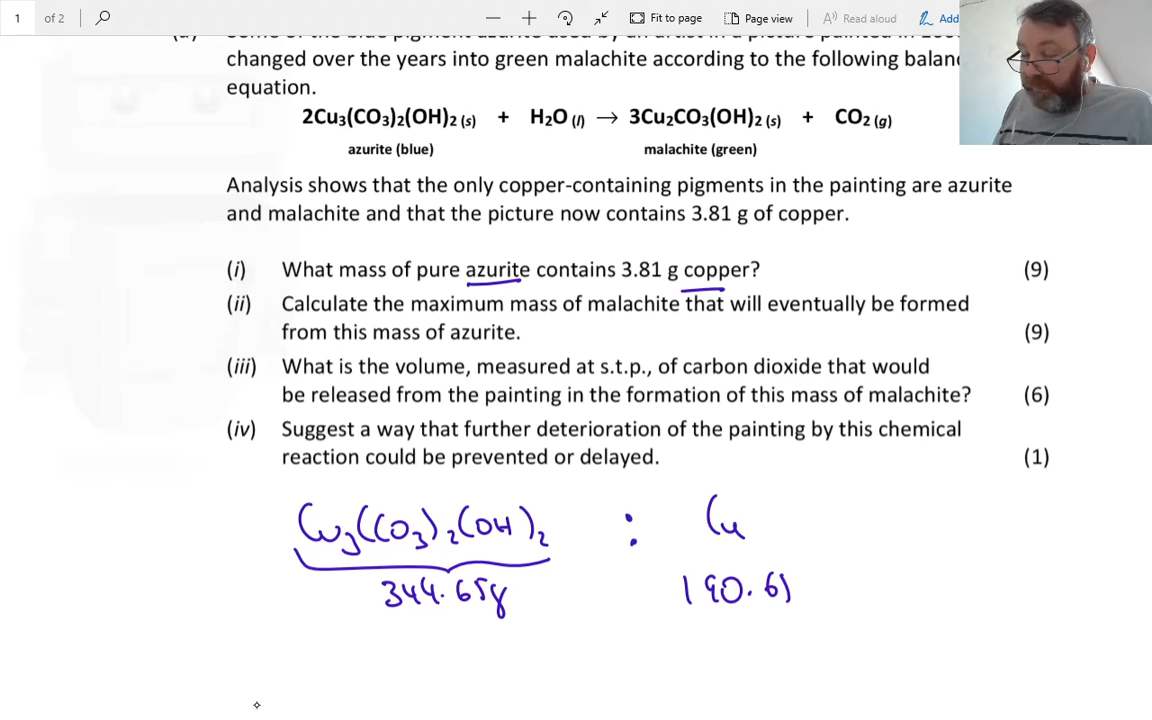 1 of 2 Fit to page Page view Read aloud Add
changed over the years into green malachite according to the following balan
equation.
2Cu₃(CO₃)₂(OH)₂ (s) + H₂O (l) → 3Cu₂CO₃(OH)₂ (s) + CO₂ (g)
azurite (blue) malachite (green)
Analysis shows that the only copper-containing pigments in the painting are azurite
and malachite and that the picture now contains 3.81 g of copper.
(i) What mass of pure azurite contains 3.81 g copper? (9)
(ii) Calculate the maximum mass of malachite that will eventually be formed
from this mass of azurite. (9)
(iii) What is the volume, measured at s.t.p., of carbon dioxide that would
be released from the painting in the formation of this mass of malachite? (6)
(iv) Suggest a way that further deterioration of the painting by this chemical
reaction could be prevented or delayed. (1)
Cu₃(CO₃)₂(OH)₂ : Cu
344.65g 190.61